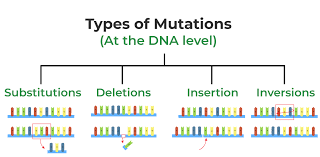 Types of Mutations
(At the DNA level)
Substitutions Deletions Insertion Inversions